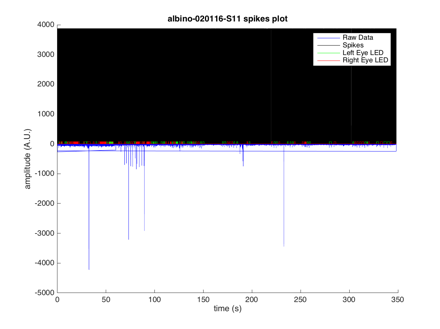 albino-020116-S11 spikes plot
4000
3000
2000
1000
0
-1000
-2000
-3000
-4000
-5000
amplitude (A.U.)
Raw Data
Spikes
Left Eye LED
Right Eye LED
0 50 100 150 200 250 300 350
time (s)